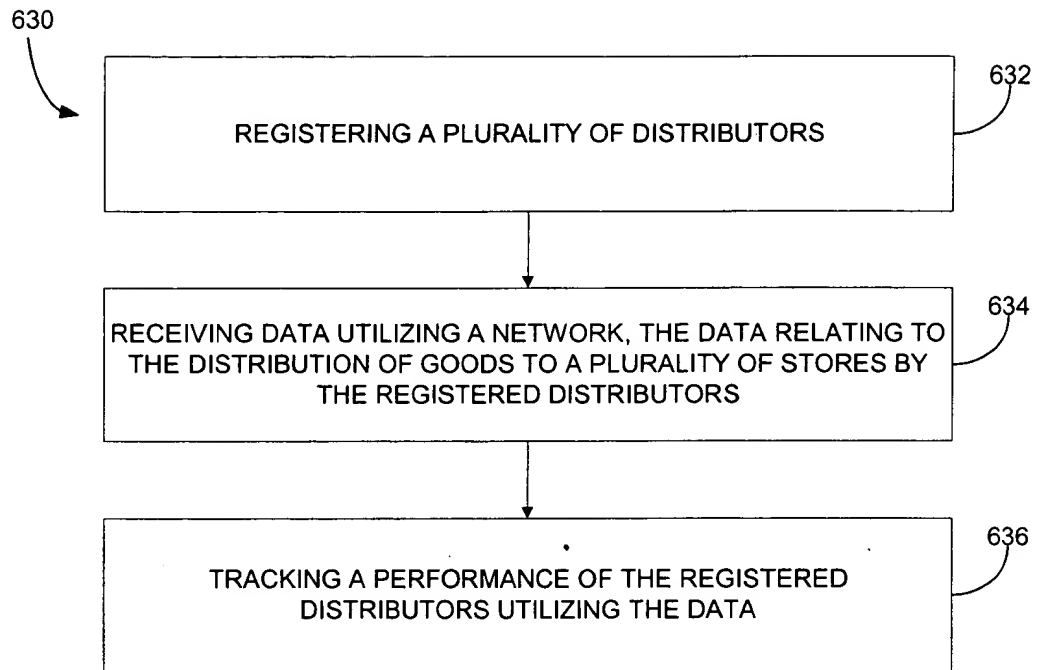 630
632
REGISTERING A PLURALITY OF DISTRIBUTORS
634
RECEIVING DATA UTILIZING A NETWORK, THE DATA RELATING TO
THE DISTRIBUTION OF GOODS TO A PLURALITY OF STORES BY
THE REGISTERED DISTRIBUTORS
636
TRACKING A PERFORMANCE OF THE REGISTERED
DISTRIBUTORS UTILIZING THE DATA